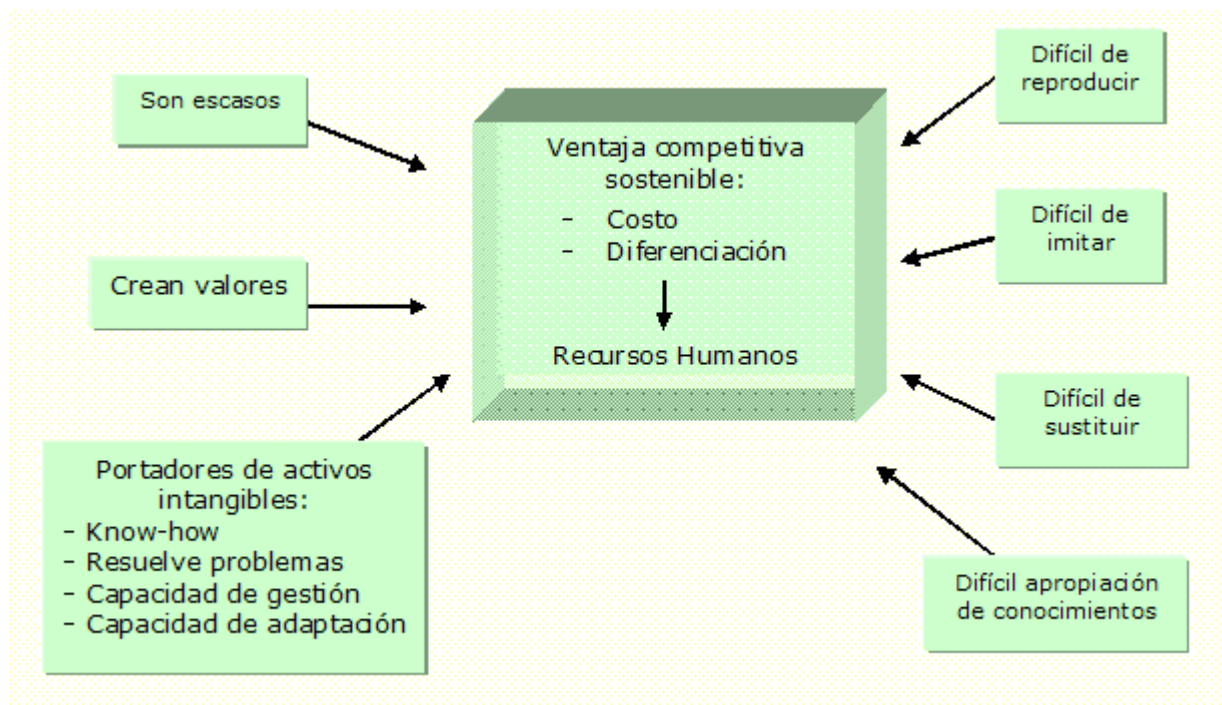 Son escasos
Crean valores
Portadores de activos
intangibles:
- Know-how
- Resuelve problemas
- Capacidad de gestión
- Capacidad de adaptación
Ventaja competitiva
sostenible:
- Costo
- Diferenciación
Recursos Humanos
Difícil de
reproducir
Difícil de
imitar
Difícil de
sustituir
Difícil apropiación
de conocimientos